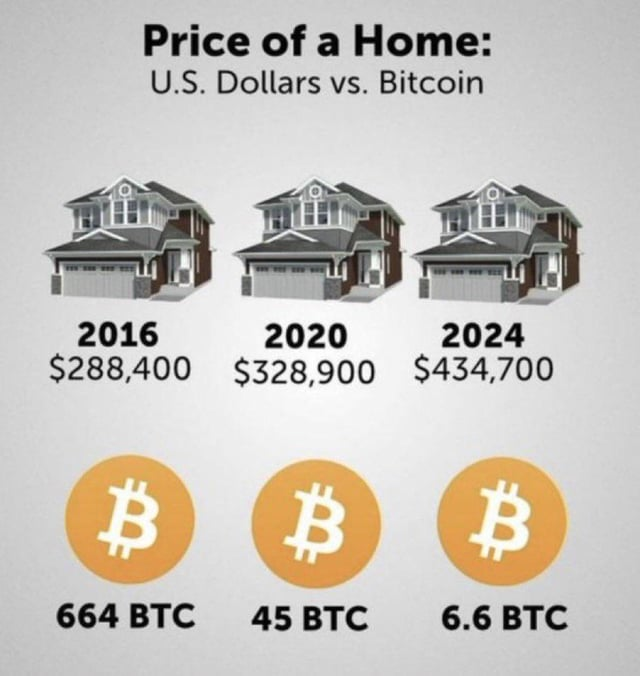 Price of a Home:
U.S. Dollars vs. Bitcoin
2016 2020 2024
$288,400 $328,900 $434,700
664 BTC 45 BTC 6.6 BTC